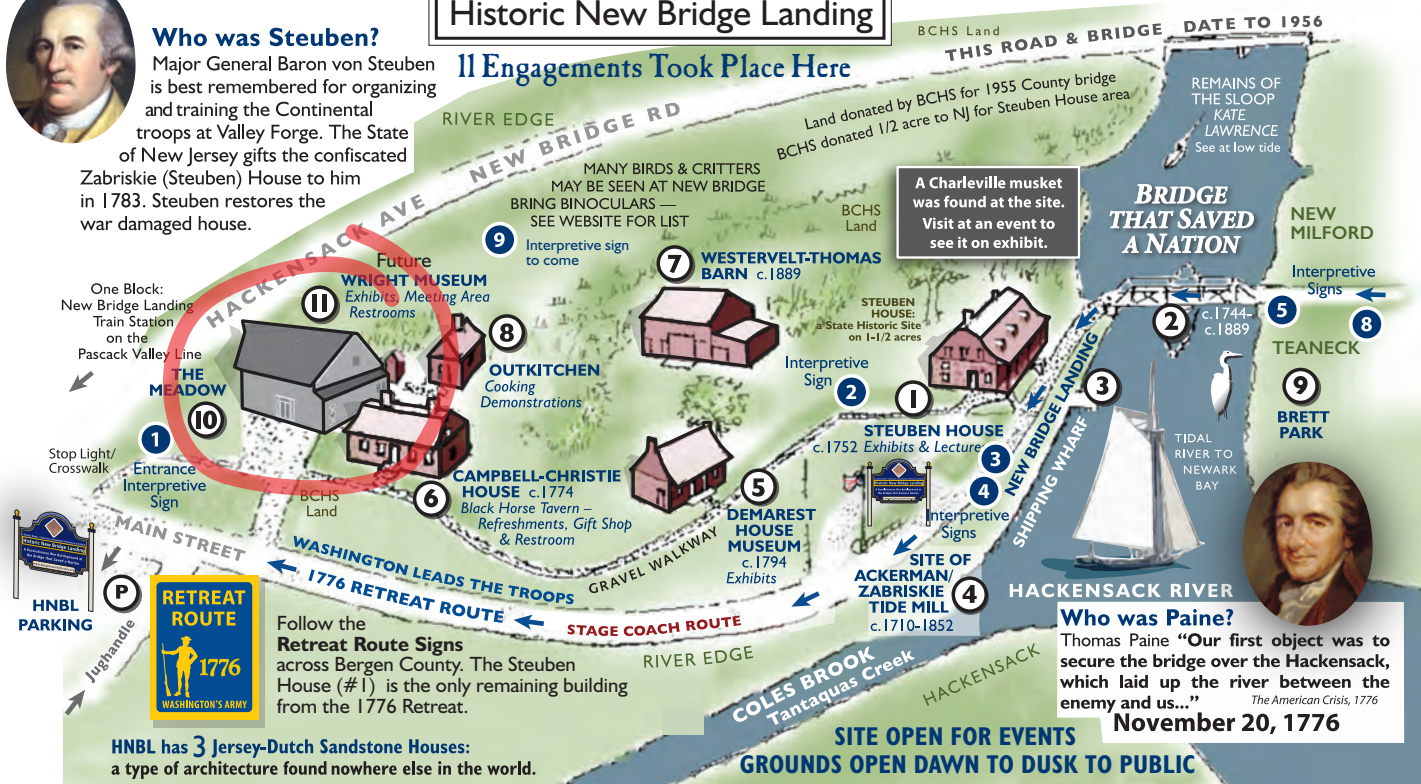 Historic New Bridge Landing
11 Engagements Took Place Here
Who was Steuben?
Major General Baron von Steuben
is best remembered for organizing
and training the Continental
troops at Valley Forge. The State
of New Jersey gifts the confiscated
Zabriskie (Steuben) House to him
in 1783. Steuben restores the
war damaged house.
BCHS Land
THIS ROAD & BRIDGE DATE TO 1956
RIVER EDGE
HACKENSACK AVE NEW BRIDGE RD
Land donated by BCHS for 1955 County bridge
BCHS donated 1/2 acre to NJ for Steuben House area
REMAINS OF
THE SLOOP
KATE
LAWRENCE
See at low tide
MANY BIRDS & CRITTERS
MAY BE SEEN AT NEW BRIDGE
BRING BINOCULARS —
SEE WEBSITE FOR LIST
9
Interpretive sign
to come
BCHS
Land
A Charleville musket
was found at the site.
Visit at an event to
see it on exhibit.
BRIDGE
THAT SAVED
A NATION
NEW
MILFORD
Interpretive
Signs
5
8
2
c.1744-
c.1889
TEANECK
9
BRETT
PARK
7
WESTERVELT-THOMAS
BARN c.1889
STEUBEN
HOUSE:
a State Historic Site
on 1-1/2 acres
Future
WRIGHT MUSEUM
Exhibits, Meeting Area
Restrooms
11
One Block:
New Bridge Landing
Train Station
on the
Pascack Valley Line
THE
MEADOW
10
8
OUTKITCHEN
Cooking
Demonstrations
Interpretive
Sign
2
1
STEUBEN HOUSE
c.1752 Exhibits & Lecture
3
NEW BRIDGE LANDING
SHIPPING WHARF
3
4
Interpretive
Signs
TIDAL
RIVER TO
NEWARK
BAY
1
Stop Light/
Crosswalk
Entrance
Interpretive
Sign
BCHS
Land
6
CAMPBELL-CHRISTIE
HOUSE c.1774
Black Horse Tavern –
Refreshments, Gift Shop
& Restroom
5
DEMAREST
HOUSE
MUSEUM
c.1794
Exhibits
Historic New Bridge Landing
SITE OF
ACKERMAN/
ZABRISKIE
TIDE MILL
c.1710-1852
4
HACKENSACK RIVER
MAIN STREET
GRAVEL WALKWAY
WASHINGTON LEADS THE TROOPS
1776 RETREAT ROUTE
STAGE COACH ROUTE
RIVER EDGE
Historic New Bridge Landing
HNBL
PARKING
P
Jughandle
RETREAT
ROUTE
1776
WASHINGTON'S ARMY
Follow the
Retreat Route Signs
across Bergen County. The Steuben
House (#1) is the only remaining building
from the 1776 Retreat.
COLES BROOK
Tantaquas Creek
HACKENSACK
Who was Paine?
Thomas Paine “Our first object was to
secure the bridge over the Hackensack,
which laid up the river between the
enemy and us...” The American Crisis, 1776
November 20, 1776
HNBL has 3 Jersey-Dutch Sandstone Houses:
a type of architecture found nowhere else in the world.
SITE OPEN FOR EVENTS
GROUNDS OPEN DAWN TO DUSK TO PUBLIC